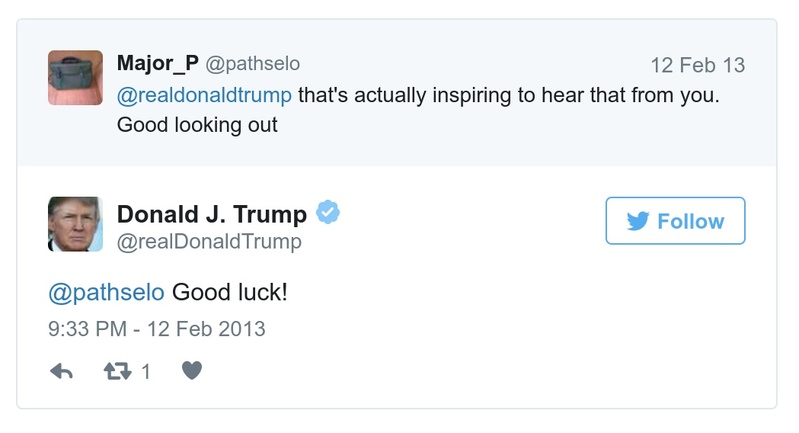 Major_P @pathselo 12 Feb 13
@realdonaldtrump that's actually inspiring to hear that from you.
Good looking out
Donald J. Trump
@realDonaldTrump
Follow
@pathselo Good luck!
9:33 PM - 12 Feb 2013
1